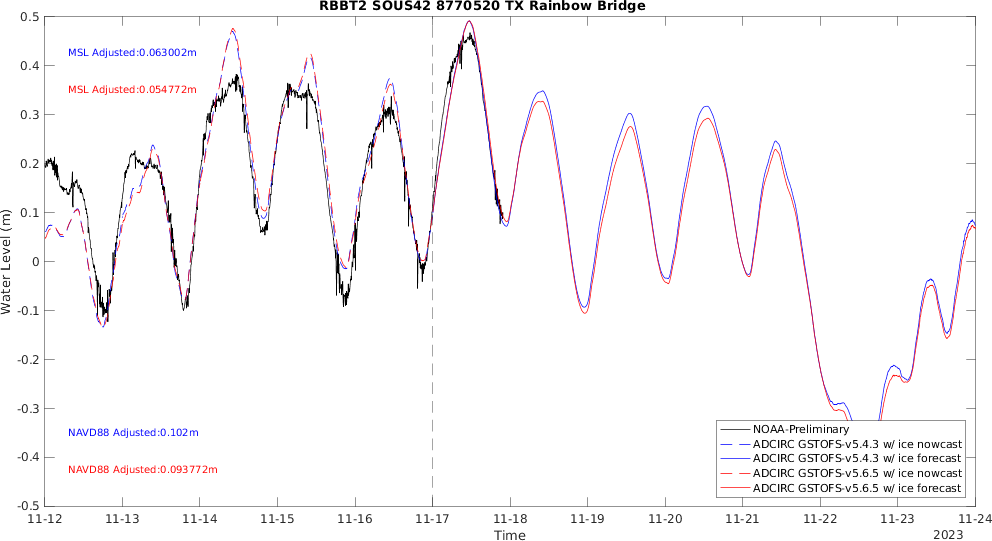 RBBT2 SOUS42 8770520 TX Rainbow Bridge
0.5
0.4
0.3
0.2
0.1
0
-0.1
-0.2
-0.3
-0.4
-0.5
Water Level (m)
MSL Adjusted:0.063002m
MSL Adjusted:0.054772m
NAVD88 Adjusted:0.102m
NAVD88 Adjusted:0.093772m
NOAA-Preliminary
ADCIRC GSTOFS-v5.4.3 w/ ice nowcast
ADCIRC GSTOFS-v5.4.3 w/ ice forecast
ADCIRC GSTOFS-v5.6.5 w/ ice nowcast
ADCIRC GSTOFS-v5.6.5 w/ ice forecast
11-12 11-13 11-14 11-15 11-16 11-17 11-18 11-19 11-20 11-21 11-22 11-23 11-24
Time
2023